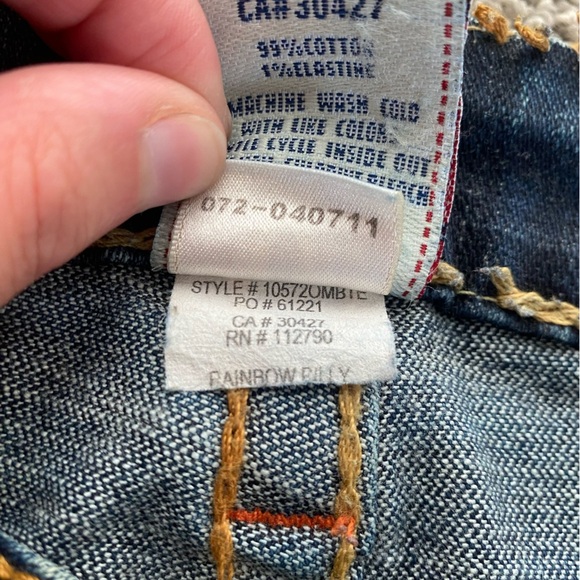 CA# 30427
99% COTTON
1% ELASTINE
MACHINE WASH COLD
WITH LIKE COLORS.
CYCLE INSIDE OUT
072-040711
STYLE # 10572OMBTE
PO # 61221
CA # 30427
RN # 112790
RAINBOW BILLY